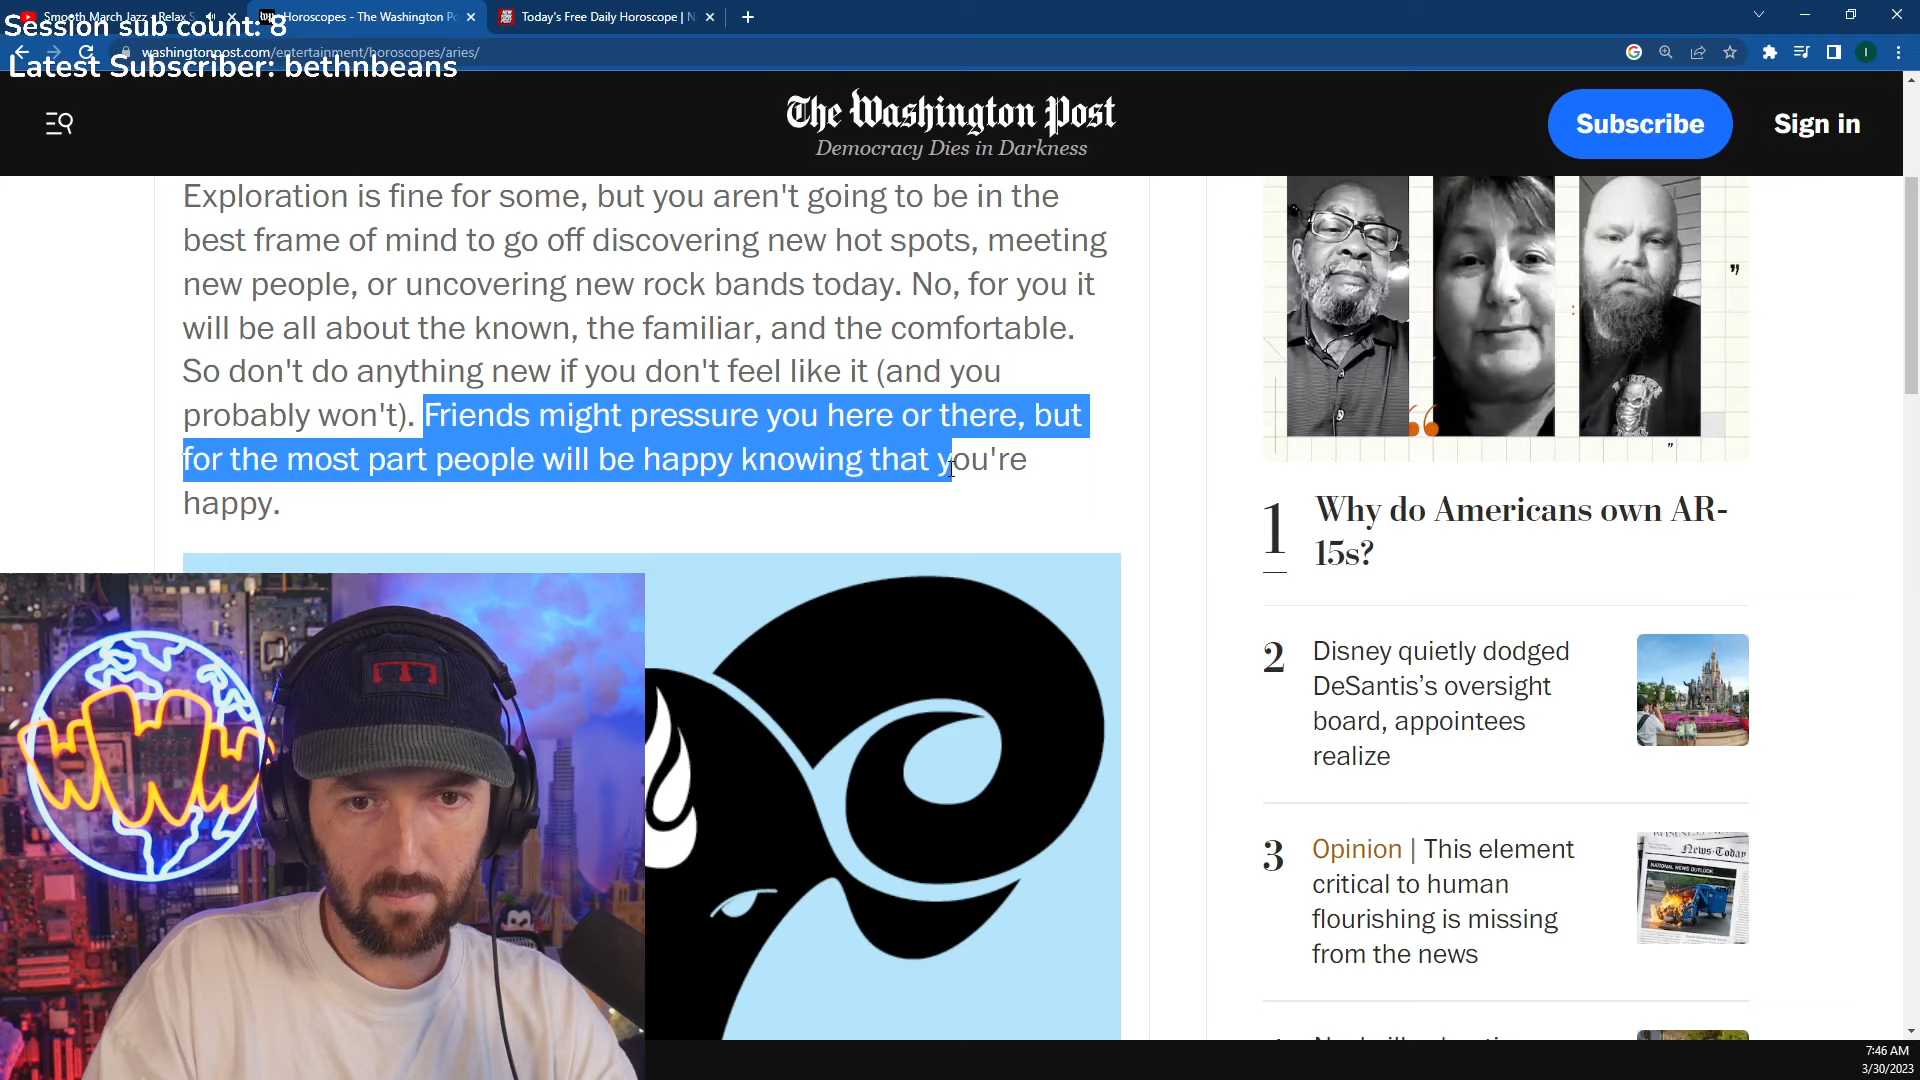 Session sub count: 8
Latest Subscriber: bethnbeans
Smooth March Jazz - Relax S
Horoscopes - The Washington Po
Today's Free Daily Horoscope | N
washingtonpost.com/entertainment/horoscopes/aries/
The Washington Post
Democracy Dies in Darkness
Subscribe
Sign in
Exploration is fine for some, but you aren't going to be in the
best frame of mind to go off discovering new hot spots, meeting
new people, or uncovering new rock bands today. No, for you it
will be all about the known, the familiar, and the comfortable.
So don't do anything new if you don't feel like it (and you
probably won't). Friends might pressure you here or there, but
for the most part people will be happy knowing that you're
happy.
1
Why do Americans own AR-
15s?
2
Disney quietly dodged
DeSantis’s oversight
board, appointees
realize
3
Opinion | This element
critical to human
flourishing is missing
from the news
News·Today
NATIONAL NEWS OUTLOOK
WWW
7:46 AM
3/30/2023